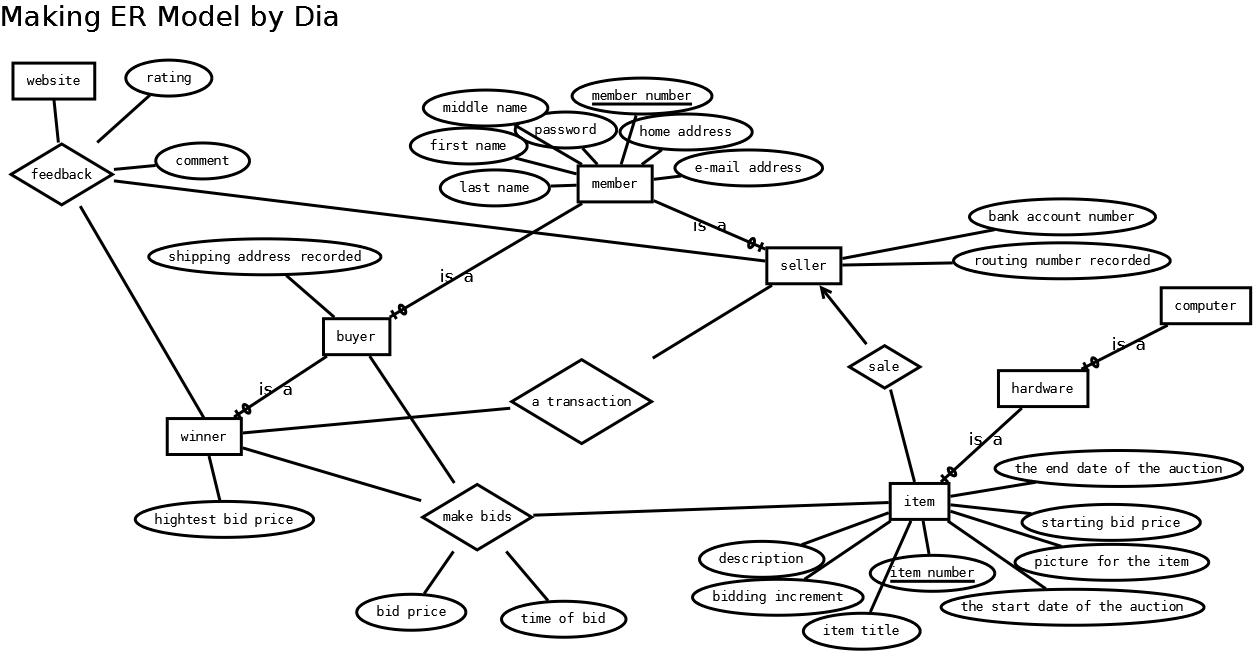 Making ER Model by Dia
website
rating
middle name
member number
password
home address
first name
comment
feedback
e-mail address
member
last name
bank account number
is a
shipping address recorded
seller
routing number recorded
is a
computer
buyer
is a
sale
is a
hardware
a transaction
winner
is a
the end date of the auction
item
make bids
hightest bid price
starting bid price
description
picture for the item
item number
bidding increment
the start date of the auction
bid price
time of bid
item title